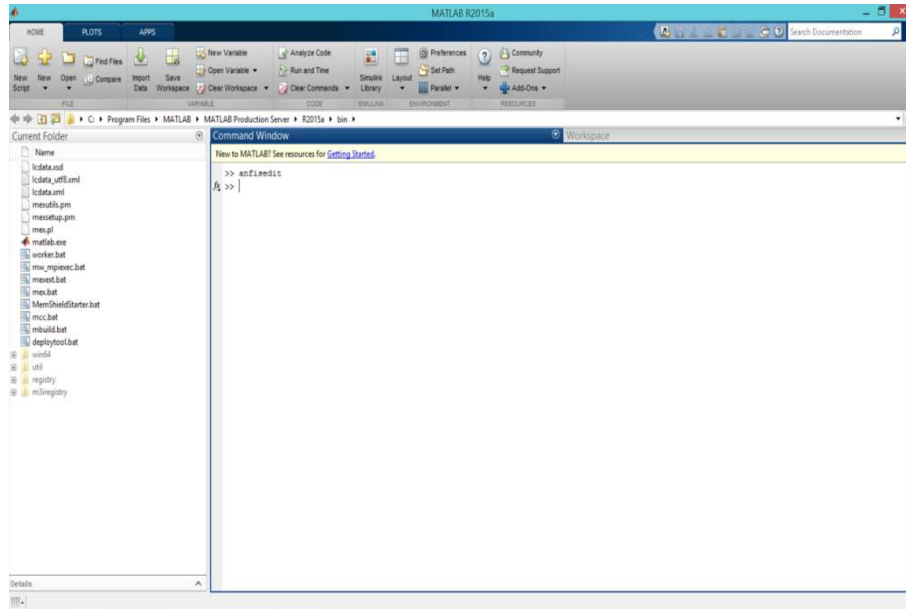 MATLAB R2015a
HOME PLOTS APPS
Search Documentation
New Script
New
Open
Find Files
Compare
Import Data
Save Workspace
New Variable
Open Variable
Clear Workspace
Analyze Code
Run and Time
Clear Commands
Simulink Library
Layout
Preferences
Set Path
Parallel
Help
Community
Request Support
Add-Ons
FILE VARIABLE CODE SIMULINK ENVIRONMENT RESOURCES
C: Program Files MATLAB MATLAB Production Server R2015a bin
Current Folder
Name
lcdata.xsd
lcdata_utf8.xml
lcdata.xml
mexutils.pm
mexsetup.pm
mex.pl
matlab.exe
worker.bat
mw_mpiexec.bat
mexext.bat
mex.bat
MemShieldStarter.bat
mcc.bat
mbuild.bat
deploytool.bat
win64
util
registry
m3iregistry
Details
Command Window
New to MATLAB? See resources for Getting Started.
>> anfisedit
fx >>
Workspace